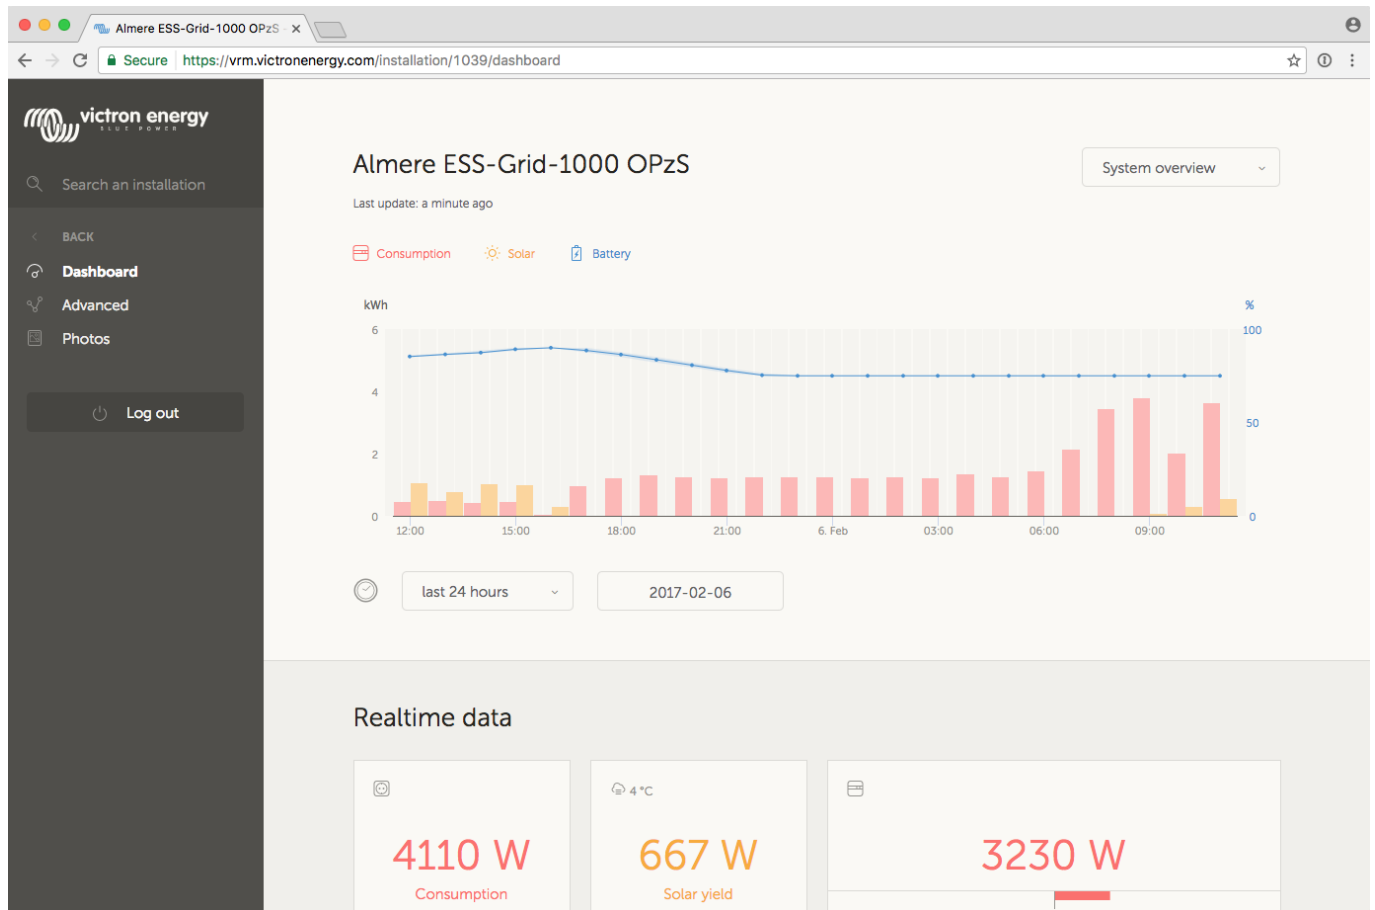 Almere ESS-Grid-1000 OPzS -
Secure https://vrm.victronenergy.com/installation/1039/dashboard
victron energy
BLUE POWER
Search an installation
BACK
Dashboard
Advanced
Photos
Log out
Almere ESS-Grid-1000 OPzS
System overview
Last update: a minute ago
Consumption Solar Battery
kWh %
6 100
4
50
2
0 0
12:00 15:00 18:00 21:00 6. Feb 03:00 06:00 09:00
last 24 hours 2017-02-06
Realtime data
4 °C
4110 W 667 W 3230 W
Consumption Solar yield